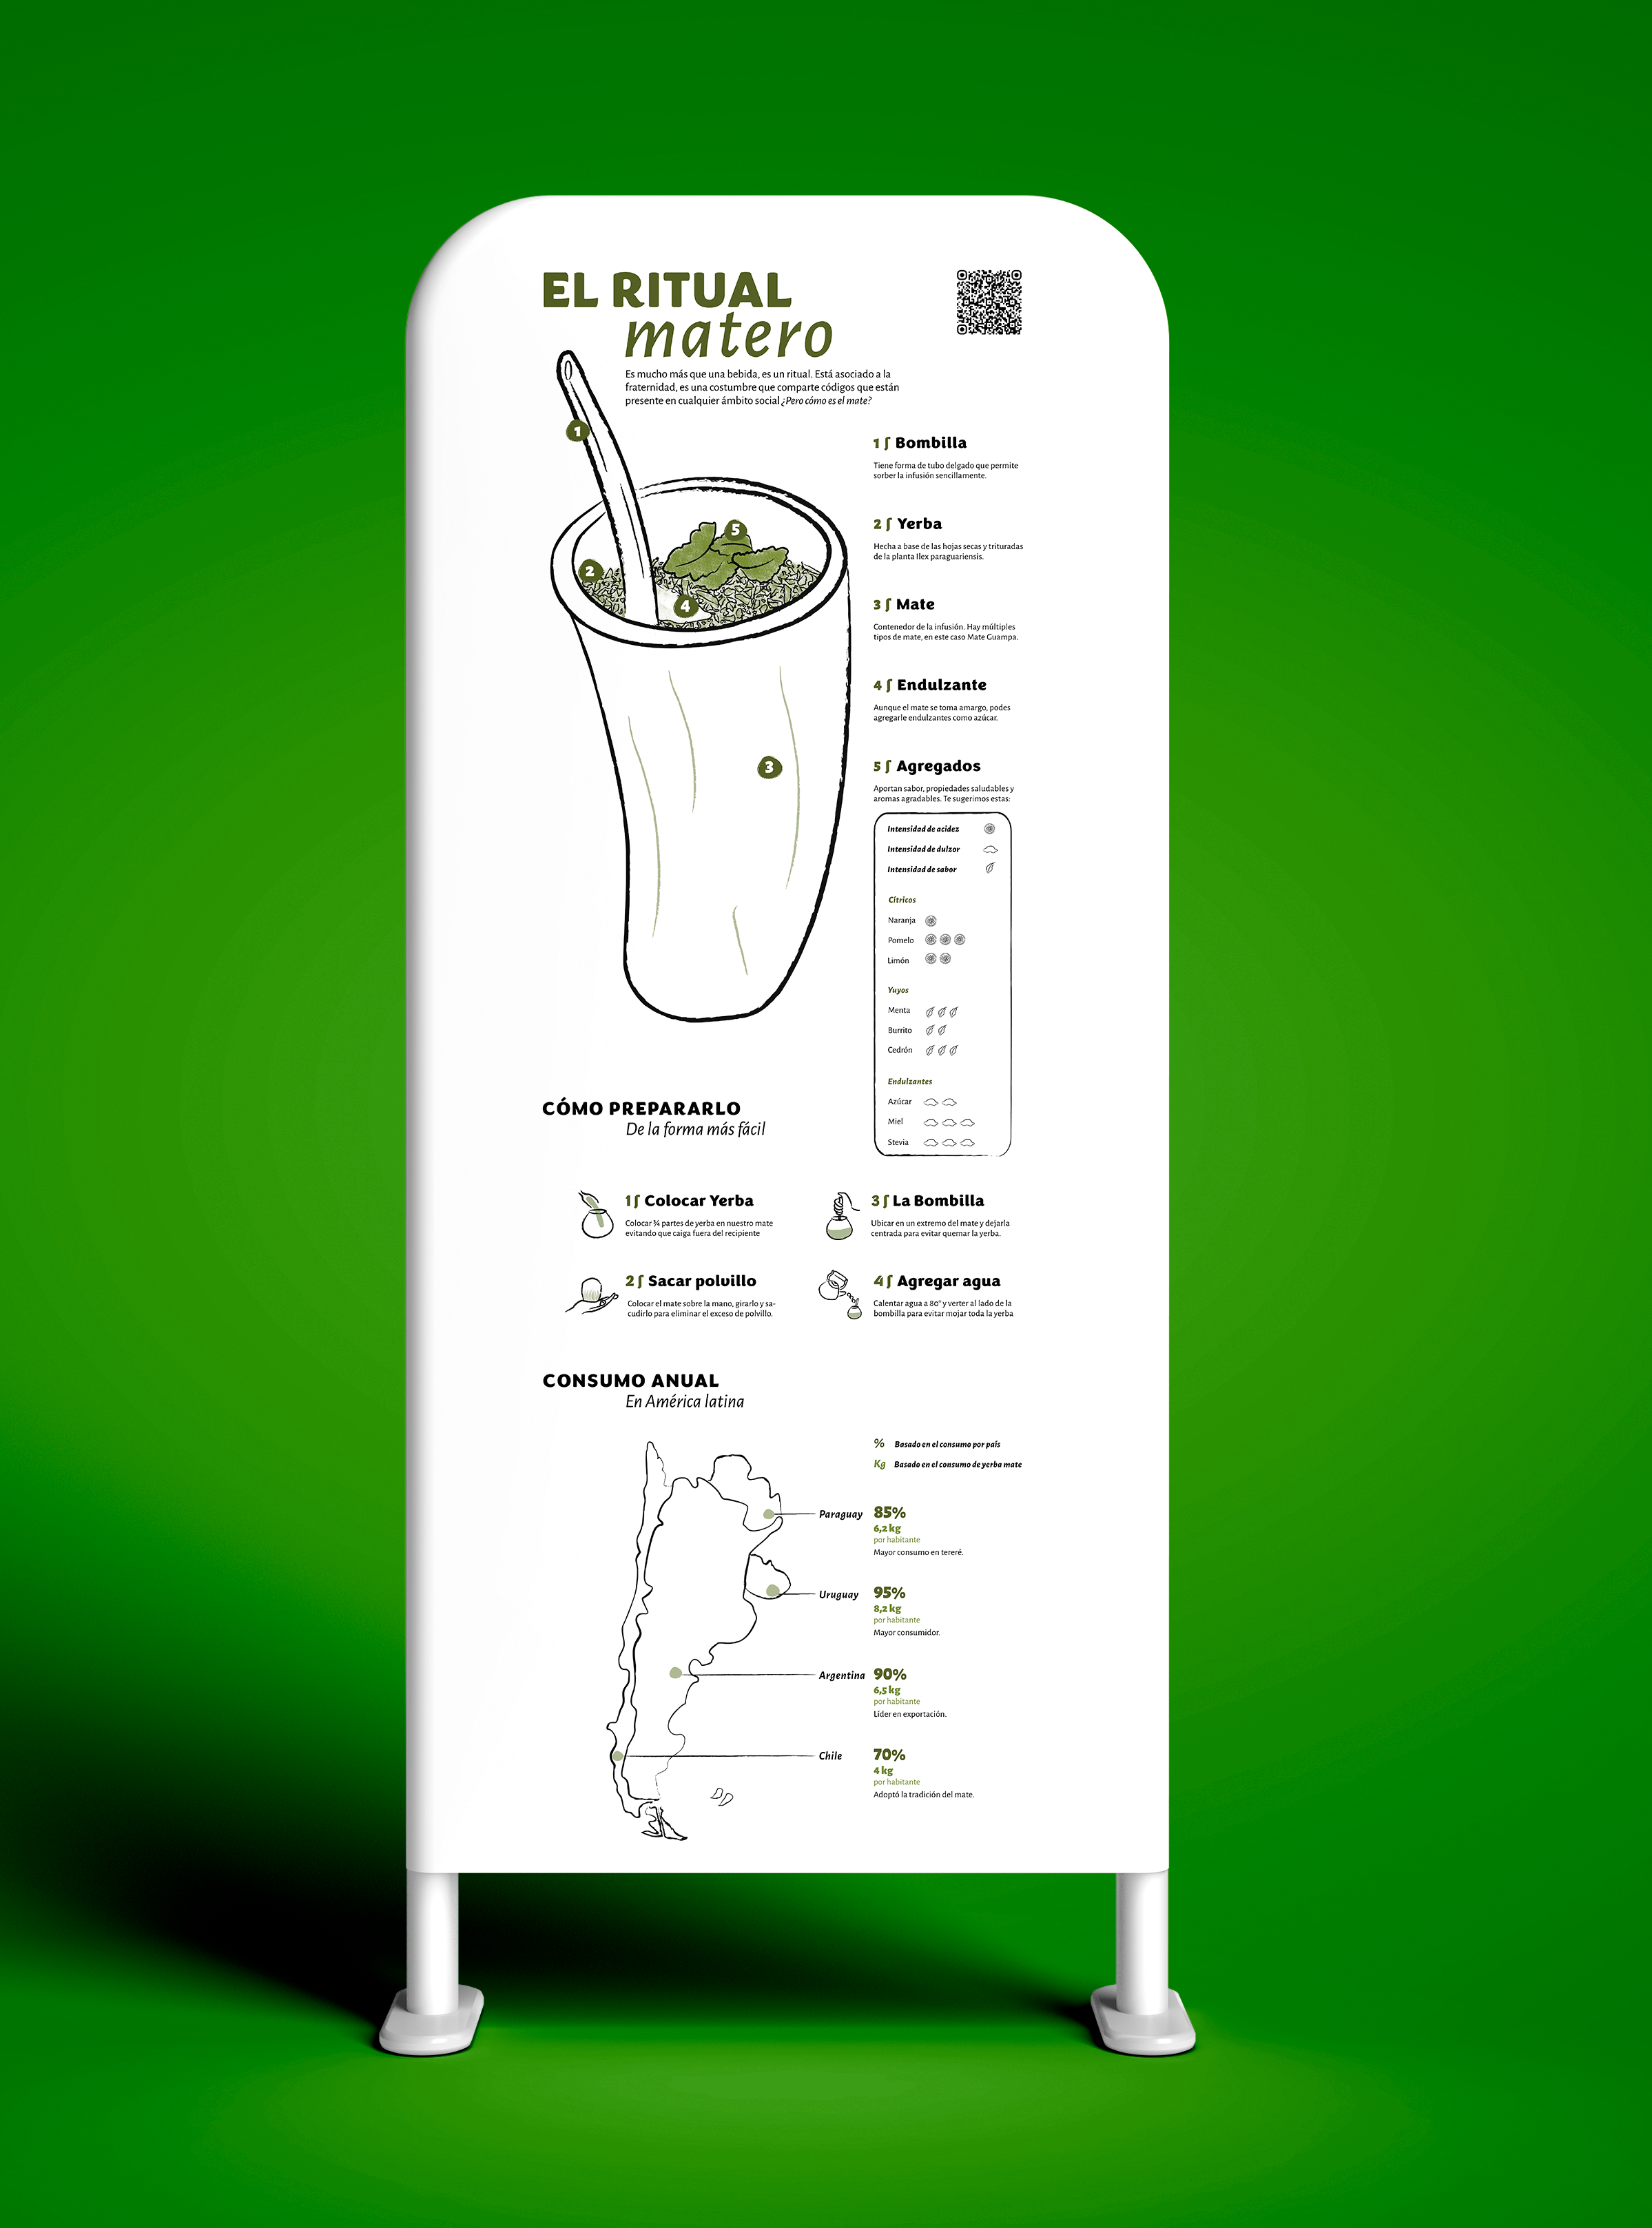 EL RITUAL
matero
Es mucho más que una bebida, es un ritual. Está asociado a la
fraternidad, es una costumbre que comparte códigos que están
presente en cualquier ámbito social ¿Pero cómo es el mate?
1
2
5
4
3
1 ʃ Bombilla
Tiene forma de tubo delgado que permite
sorber la infusión sencillamente.
2 ʃ Yerba
Hecha a base de las hojas secas y trituradas
de la planta Ilex paraguariensis.
3 ʃ Mate
Contenedor de la infusión. Hay múltiples
tipos de mate, en este caso Mate Guampa.
4 ʃ Endulzante
Aunque el mate se toma amargo, podes
agregarle endulzantes como azúcar.
5 ʃ Agregados
Aportan sabor, propiedades saludables y
aromas agradables. Te sugerimos estas:
Intensidad de acidez
Intensidad de dulzor
Intensidad de sabor
Cítricos
Naranja
Pomelo
Limón
Yuyos
Menta
Burrito
Cedrón
Endulzantes
Azúcar
Miel
Stevia
CÓMO PREPARARLO
De la forma más fácil
1 ʃ Colocar Yerba
Colocar ¾ partes de yerba en nuestro mate
evitando que caiga fuera del recipiente
2 ʃ Sacar polvillo
Colocar el mate sobre la mano, girarlo y sa-
cudirlo para eliminar el exceso de polvillo.
3 ʃ La Bombilla
Ubicar en un extremo del mate y dejarla
centrada para evitar quemar la yerba.
4 ʃ Agregar agua
Calentar agua a 80° y verter al lado de la
bombilla para evitar mojar toda la yerba
CONSUMO ANUAL
En América latina
% Basado en el consumo por país
Kg Basado en el consumo de yerba mate
Paraguay 85%
6,2 kg
por habitante
Mayor consumo en tereré.
Uruguay 95%
8,2 kg
por habitante
Mayor consumidor.
Argentina 90%
6,5 kg
por habitante
Líder en exportación.
Chile 70%
4 kg
por habitante
Adoptó la tradición del mate.